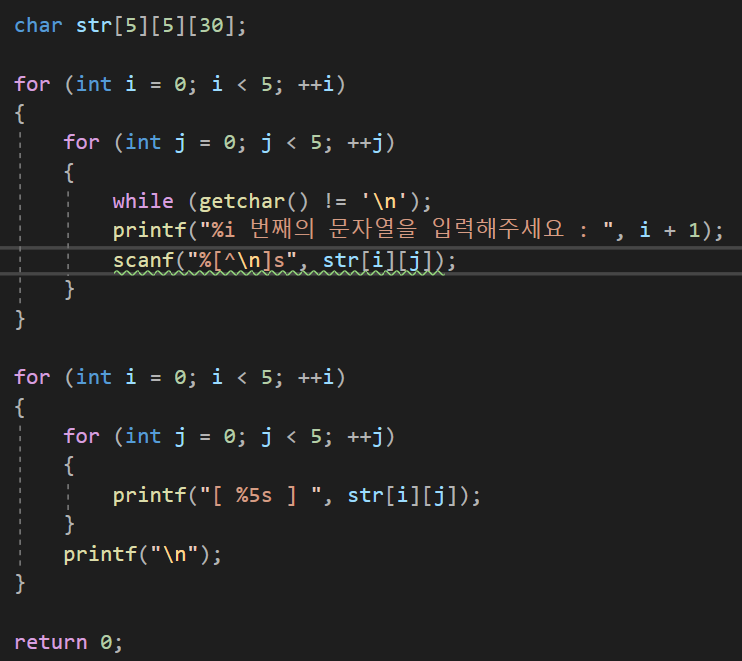 char str[5][5][30];
for (int i = 0; i < 5; ++i)
{
for (int j = 0; j < 5; ++j)
{
while (getchar() != '\n');
printf("%i 번째의 문자열을 입력해주세요 : ", i + 1);
scanf("%[^\n]s", str[i][j]);
}
}
for (int i = 0; i < 5; ++i)
{
for (int j = 0; j < 5; ++j)
{
printf("[ %5s ] ", str[i][j]);
}
printf("\n");
}
return 0;